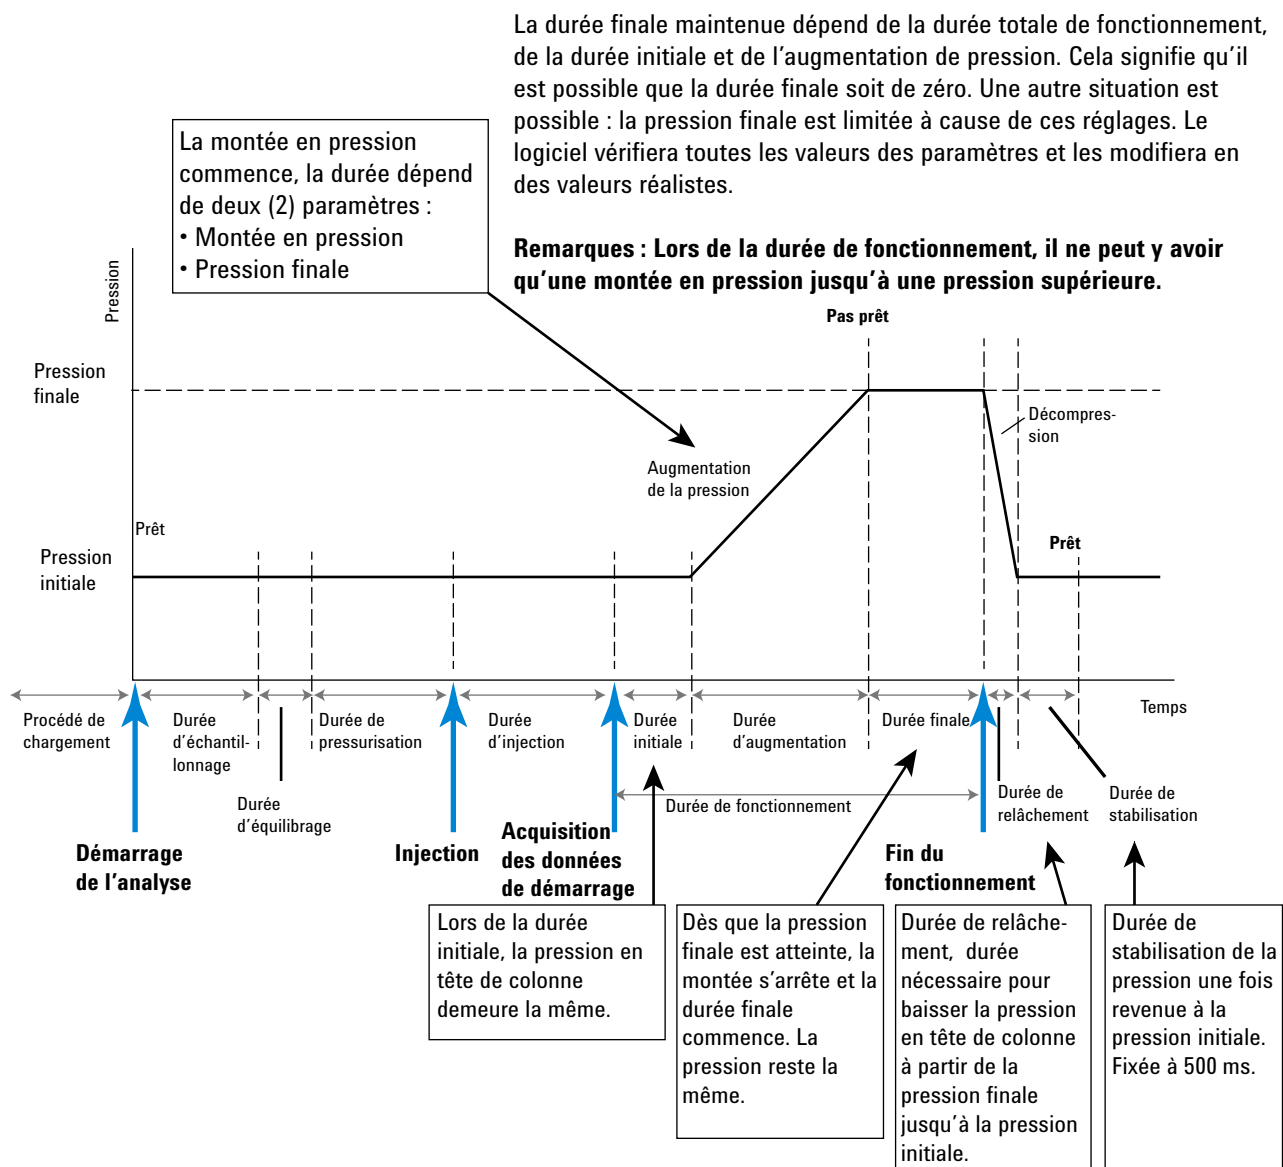 La durée finale maintenue dépend de la durée totale de fonctionnement,
de la durée initiale et de l'augmentation de pression. Cela signifie qu'il
est possible que la durée finale soit de zéro. Une autre situation est
possible : la pression finale est limitée à cause de ces réglages. Le
logiciel vérifiera toutes les valeurs des paramètres et les modifiera en
des valeurs réalistes.
La montée en pression
commence, la durée dépend
de deux (2) paramètres :
• Montée en pression
• Pression finale
Remarques : Lors de la durée de fonctionnement, il ne peut y avoir
qu'une montée en pression jusqu'à une pression supérieure.
Pression
Pas prêt
Pression
finale
Décompres-
sion
Augmentation
de la pression
Prêt
Prêt
Pression
initiale
Temps
Procédé de
chargement
Durée
d'échantil-
lonnage
Durée
d'équilibrage
Durée de
pressurisation
Durée
d'injection
Durée
initiale
Durée
d'augmentation
Durée finale
Durée de fonctionnement
Durée de
relâchement
Durée de
stabilisation
Démarrage
de l'analyse
Injection
Acquisition
des données
de démarrage
Fin du
fonctionnement
Lors de la durée
initiale, la pression en
tête de colonne
demeure la même.
Dès que la pression
finale est atteinte, la
montée s'arrête et la
durée finale
commence. La
pression reste la
même.
Durée de relâche-
ment, durée
nécessaire pour
baisser la pression
en tête de colonne
à partir de la
pression finale
jusqu'à la pression
initiale.
Durée de
stabilisation de la
pression une fois
revenue à la
pression initiale.
Fixée à 500 ms.